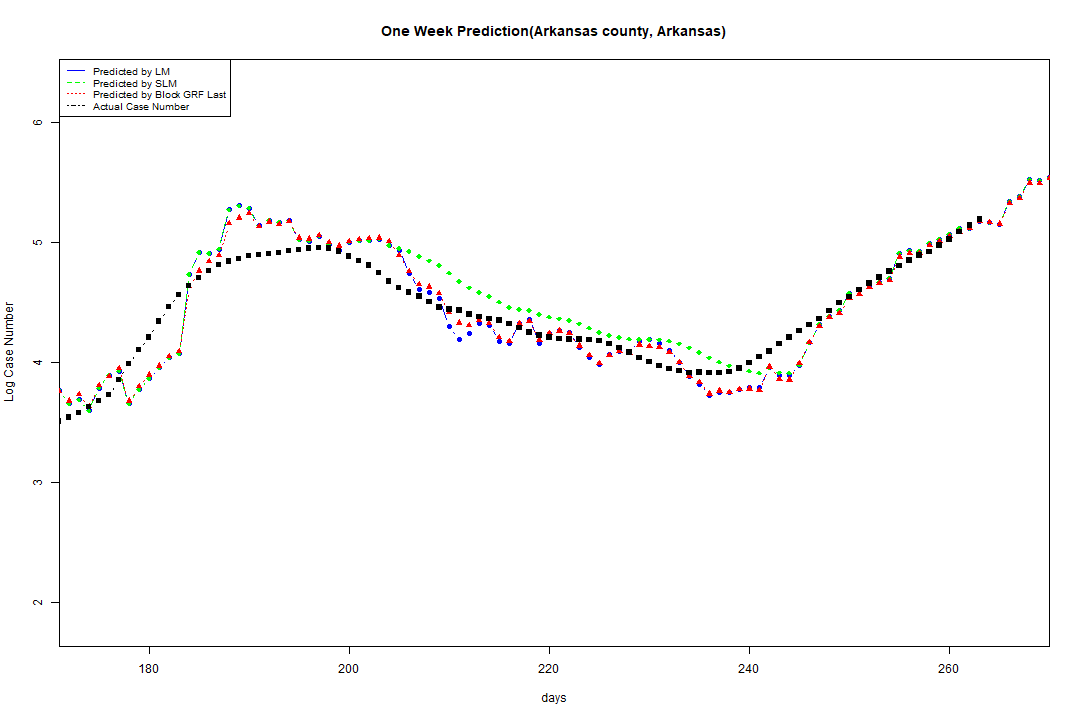 One Week Prediction(Arkansas county, Arkansas)
Predicted by LM
Predicted by SLM
Predicted by Block GRF Last
Actual Case Number
Log Case Number
6
5
4
3
2
180 200 220 240 260
days